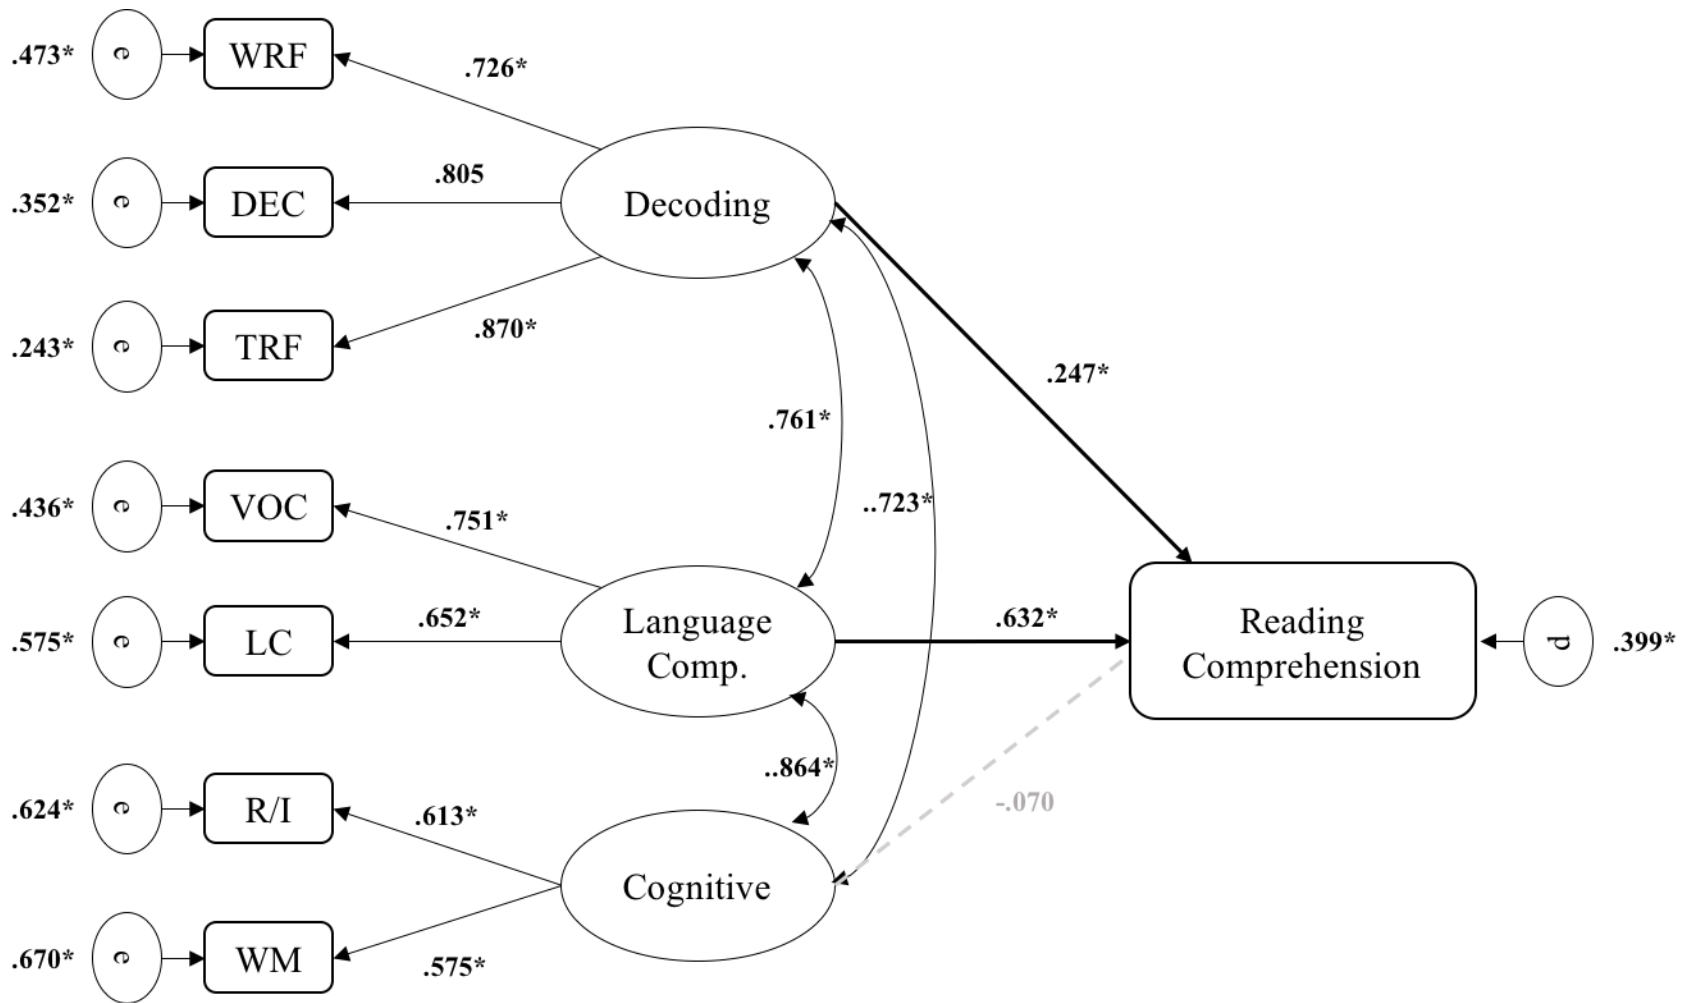 .473*
e
WRF
.726*
.352*
e
DEC
.805
Decoding
.243*
e
TRF
.870*
.247*
.761*
..723*
.436*
e
VOC
.751*
.575*
e
LC
.652*
Language
Comp.
.632*
Reading
Comprehension
d
.399*
..864*
-.070
.624*
e
R/I
.613*
Cognitive
.670*
e
WM
.575*